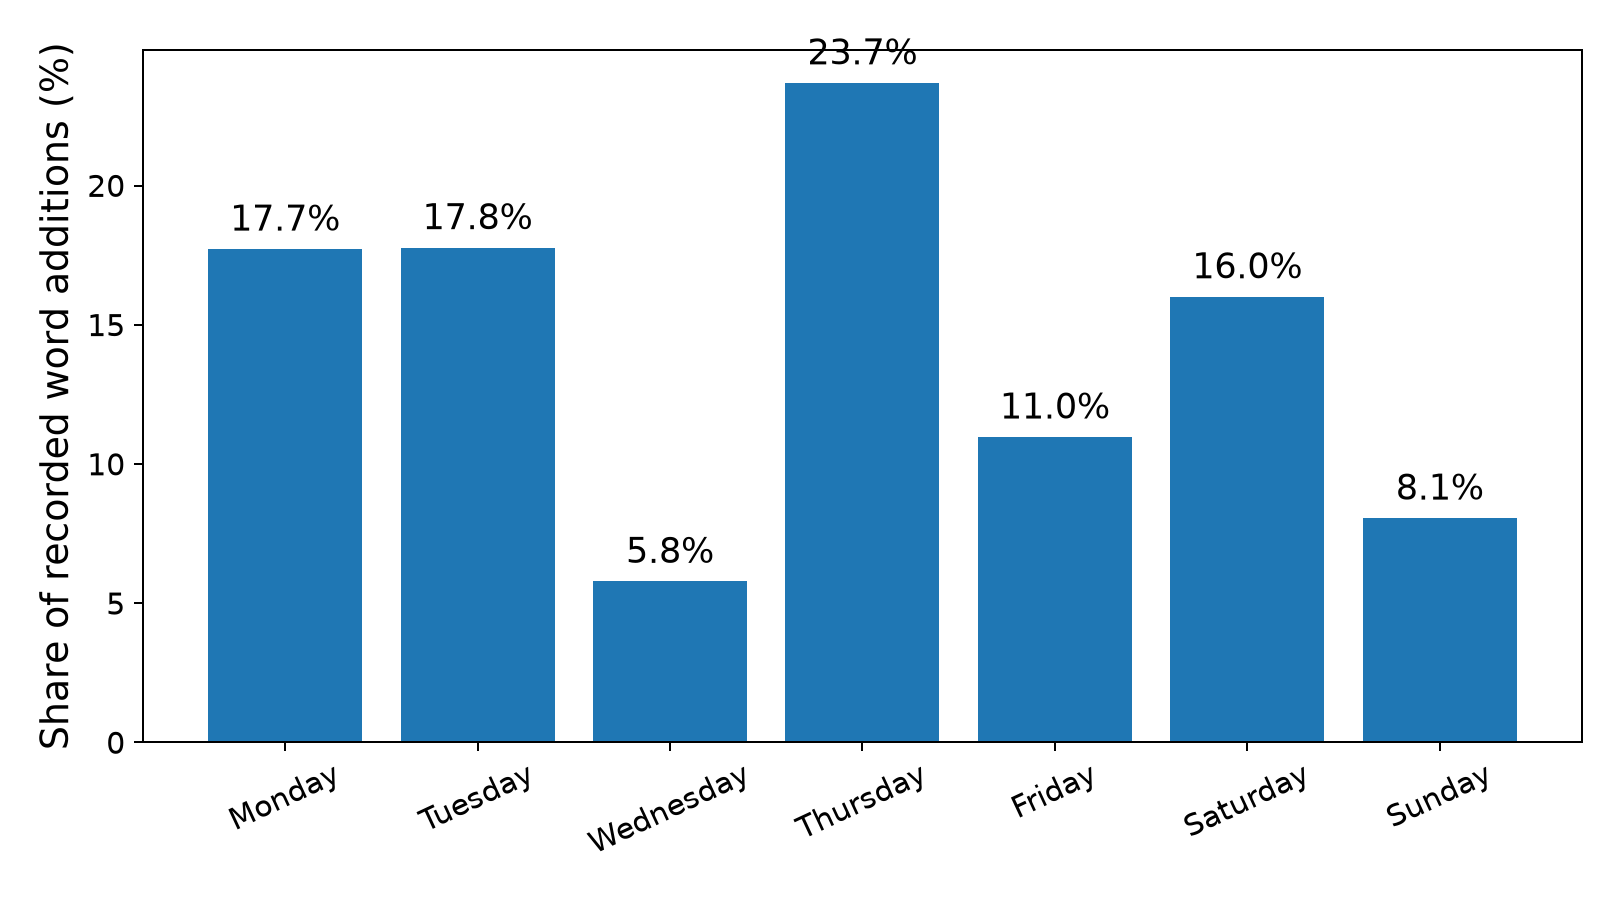 Share of recorded word additions (%)
23.7%
20
17.7%
17.8%
16.0%
15
11.0%
10
8.1%
5.8%
5
0
Monday
Tuesday
Wednesday
Thursday
Friday
Saturday
Sunday